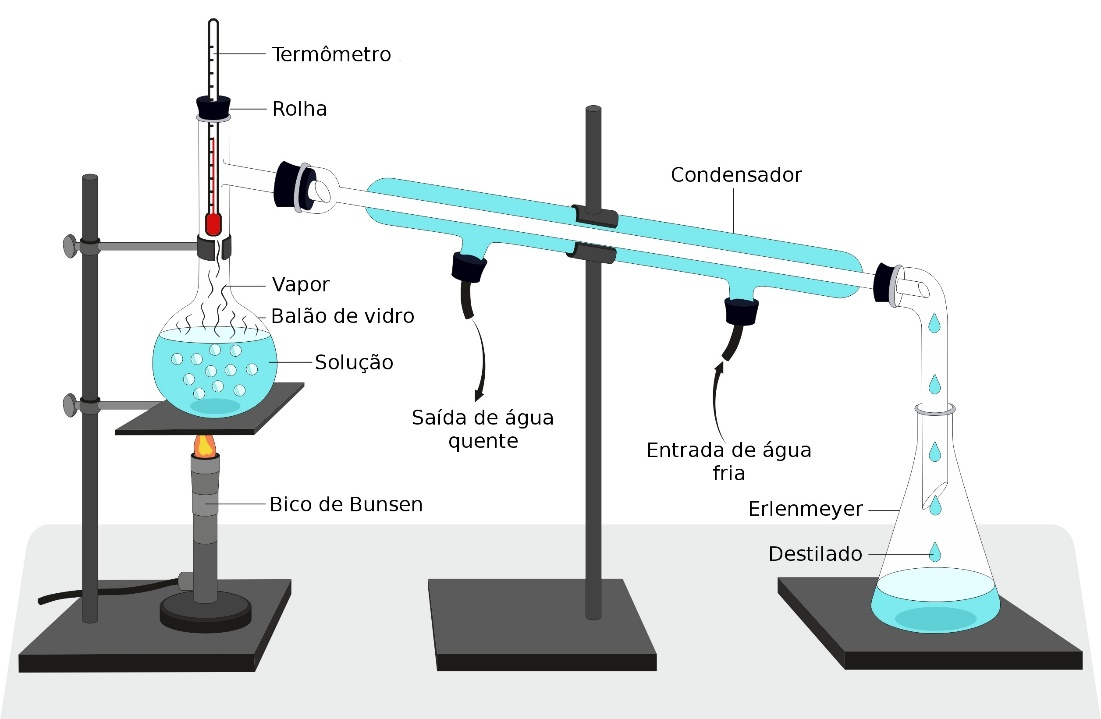 Termômetro
Rolha
Condensador
Vapor
Balão de vidro
Solução
Saída de água
quente
Entrada de água
fria
Bico de Bunsen
Erlenmeyer
Destilado